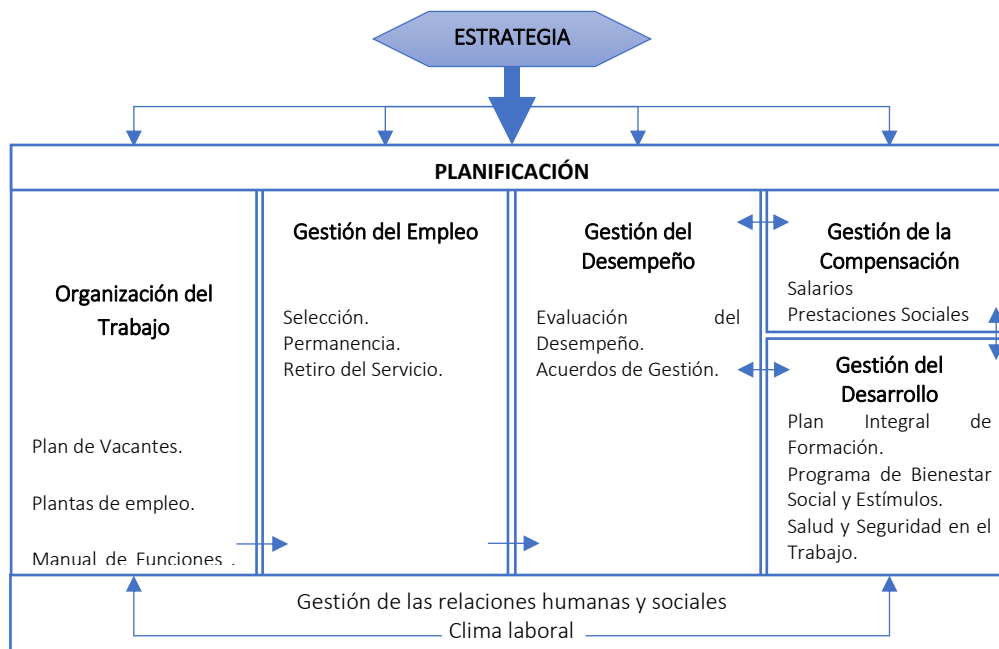 ESTRATEGIA
PLANIFICACIÓN
Organización del
Trabajo
Plan de Vacantes.
Plantas de empleo.
Manual de Funciones .
Gestión del Empleo
Selección.
Permanencia.
Retiro del Servicio.
Gestión del
Desempeño
Evaluación del
Desempeño.
Acuerdos de Gestión.
Gestión de la
Compensación
Salarios
Prestaciones Sociales
Gestión del
Desarrollo
Plan Integral de
Formación.
Programa de Bienestar
Social y Estímulos.
Salud y Seguridad en el
Trabajo.
Gestión de las relaciones humanas y sociales
Clima laboral